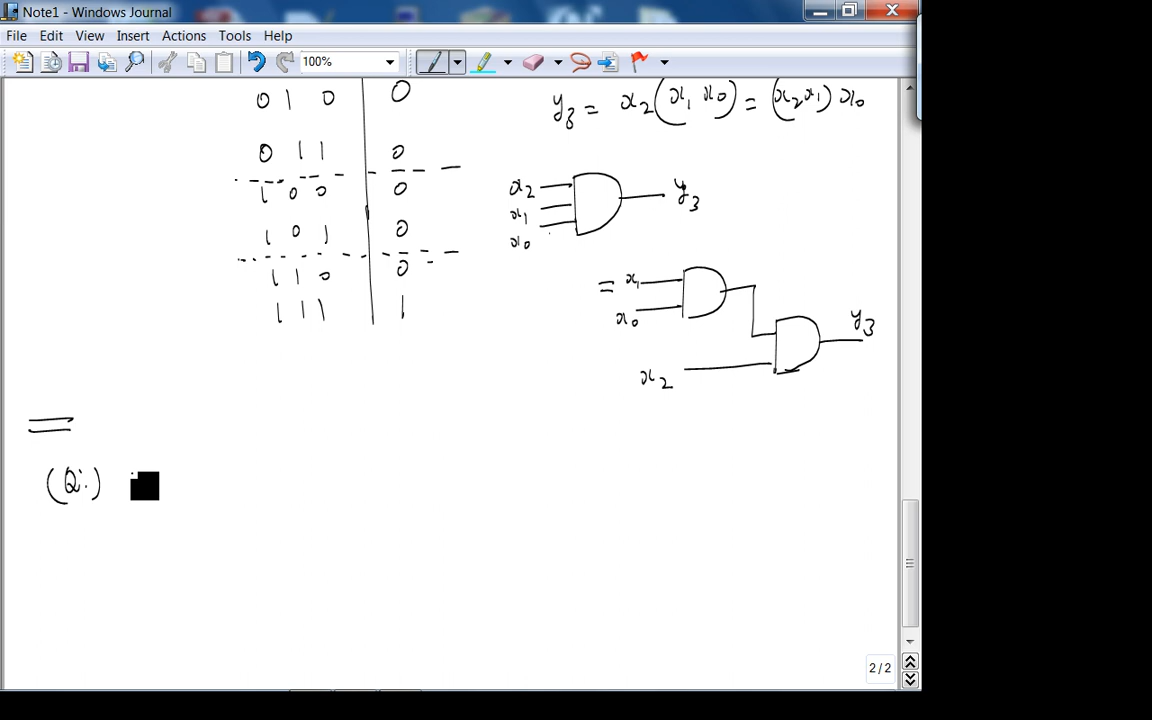 Note1 - Windows Journal
File Edit View Insert Actions Tools Help
100%
0 1 0 | 0
0 1 1 | 0
1 0 0 | 0
1 0 1 | 0
1 1 0 | 0
1 1 1 | 1
y3 = x2(x1 x0) = (x2x1) x0
x2
x1
x0
y3
= x1
x0
x2
y3
=
(Q:)
2 / 2